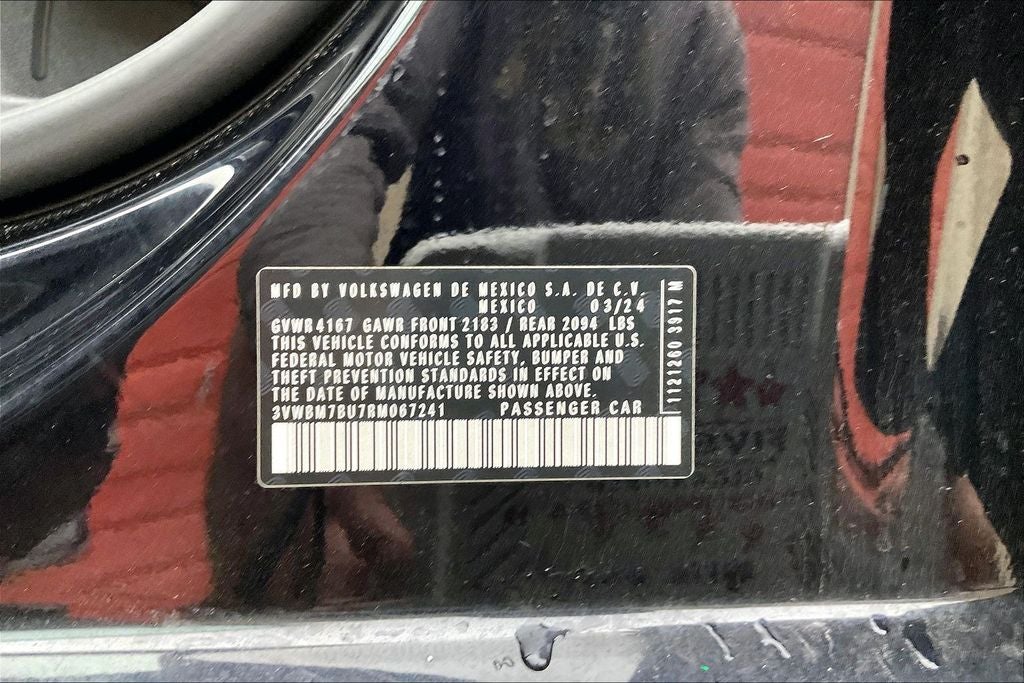 MFD BY VOLKSWAGEN DE MEXICO S.A. DE C.V.
MEXICO 03/24
GVWR 4167 GAWR FRONT 2183 / REAR 2094 LBS
THIS VEHICLE CONFORMS TO ALL APPLICABLE U.S.
FEDERAL MOTOR VEHICLE SAFETY, BUMPER AND
THEFT PREVENTION STANDARDS IN EFFECT ON
THE DATE OF MANUFACTURE SHOWN ABOVE.
3VWBM7BU7RM067241 PASSENGER CAR
1121260 3917 M